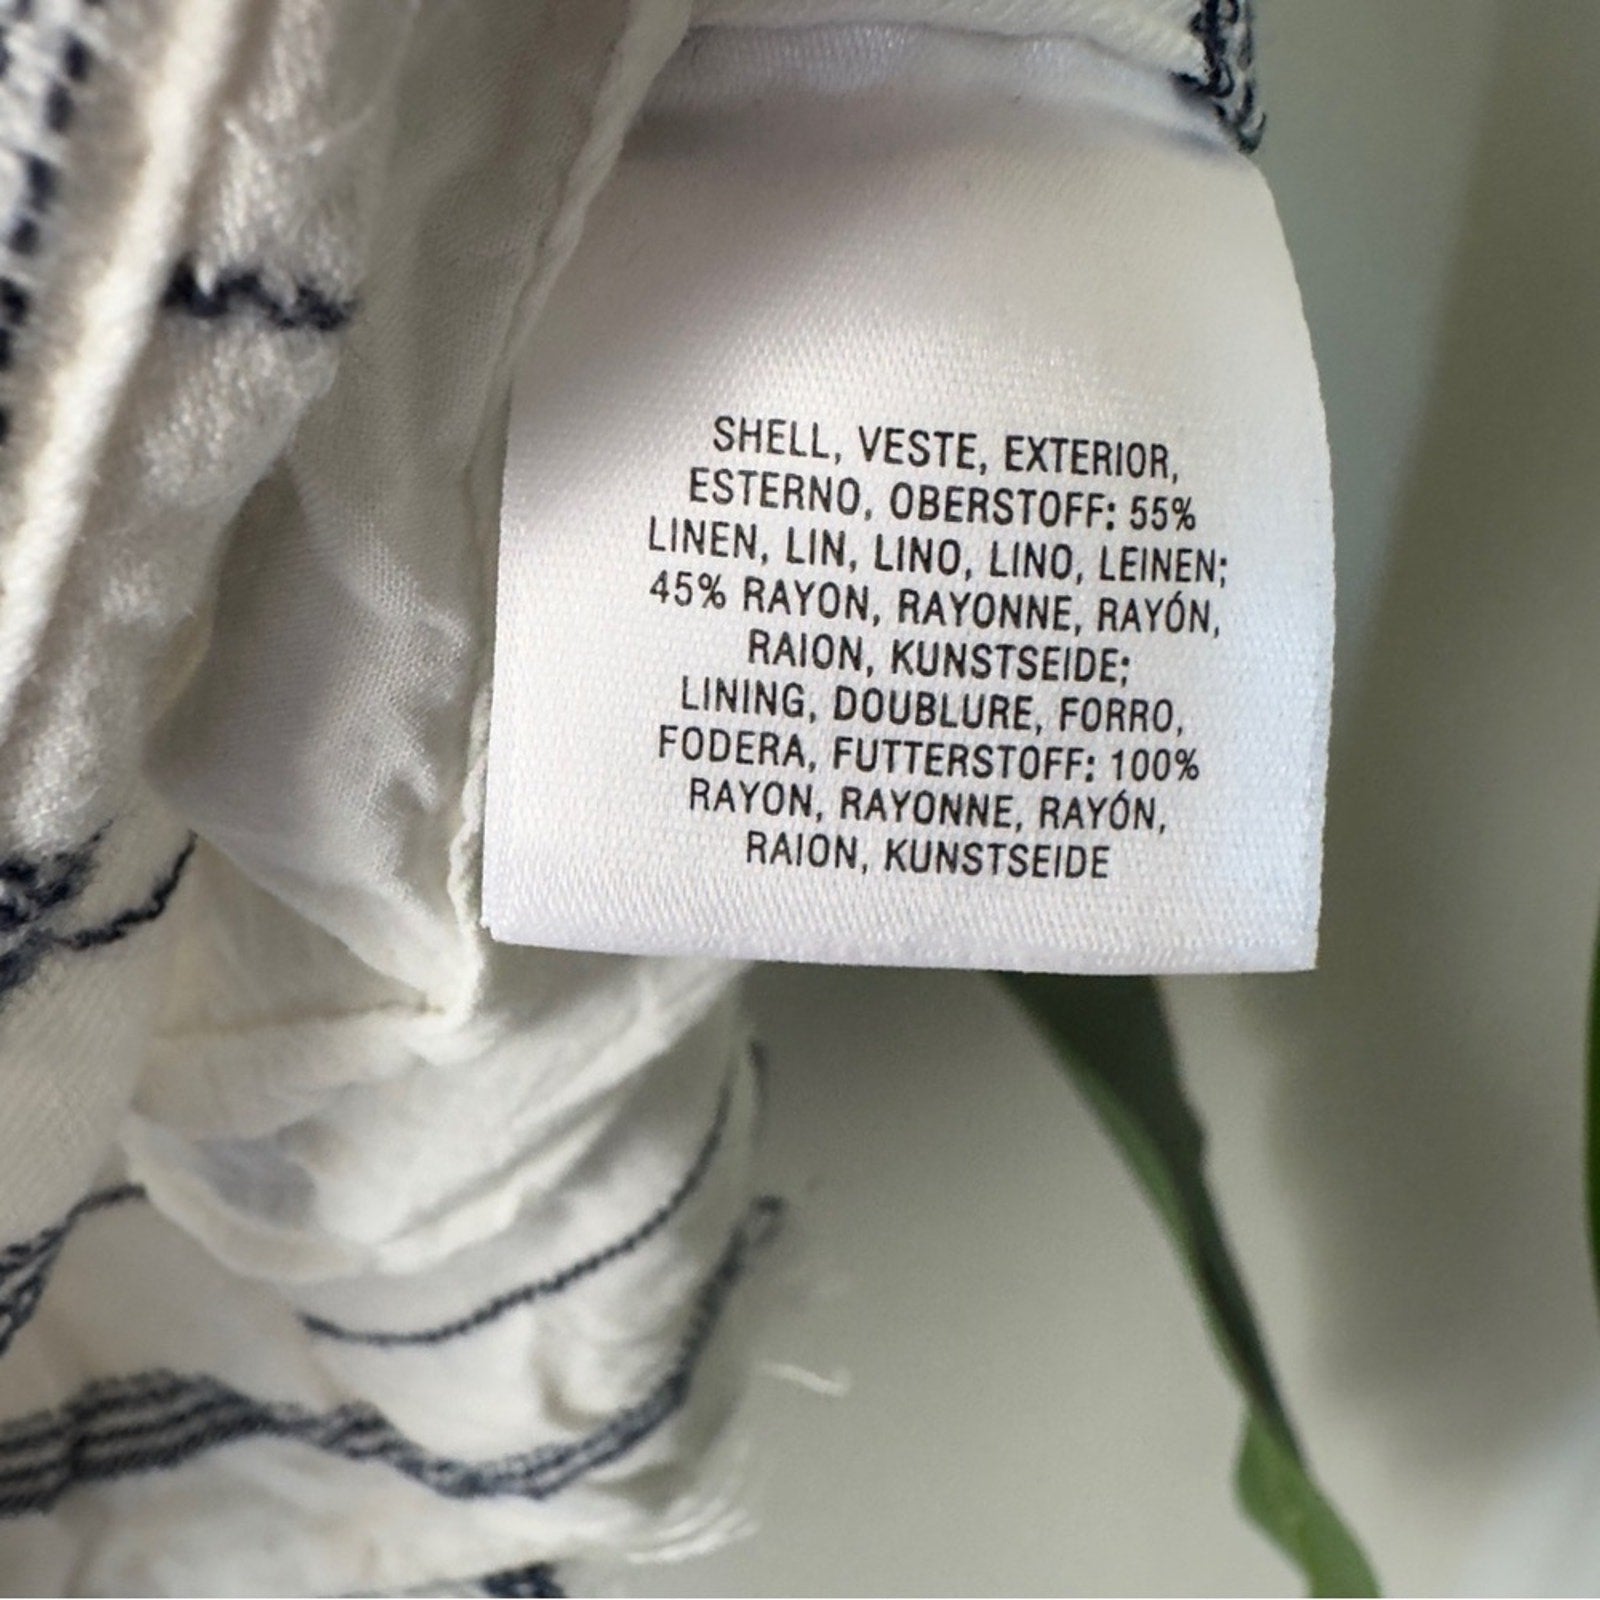 SHELL, VESTE, EXTERIOR,
ESTERNO, OBERSTOFF: 55%
LINEN, LIN, LINO, LINO, LEINEN;
45% RAYON, RAYONNE, RAYÓN,
RAION, KUNSTSEIDE;
LINING, DOUBLURE, FORRO,
FODERA, FUTTERSTOFF: 100%
RAYON, RAYONNE, RAYÓN,
RAION, KUNSTSEIDE